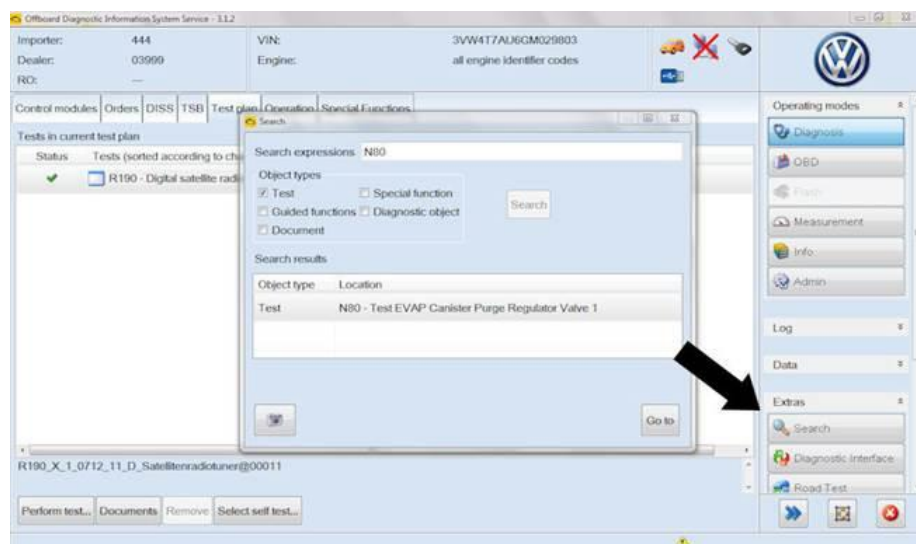 Offboard Diagnostic Information System Service - 3.1.2
Importer: 444
Dealer: 03999
RO: ---
VIN: 3VW4T7AU6GM029803
Engine: all engine identifier codes
Control modules Orders DISS TSB Test plan Operation Special Functions
Tests in current test plan
Status Tests (sorted according to
R190 - Digital satellite
Search
Search expressions N80
Object types
Test Special function
Guided functions Diagnostic object
Document
Search
Search results
Object type Location
Test N80 - Test EVAP Canister Purge Regulator Valve 1
Go to
R190_X_1_0712_11_D_Satellitenradiotuner@00011
Perform test... Documents Remove Select self test...
Operating modes
Diagnosis
OBD
Flash
Measurement
Info
Admin
Log
Data
Extras
Search
Diagnostic Interface
Road Test